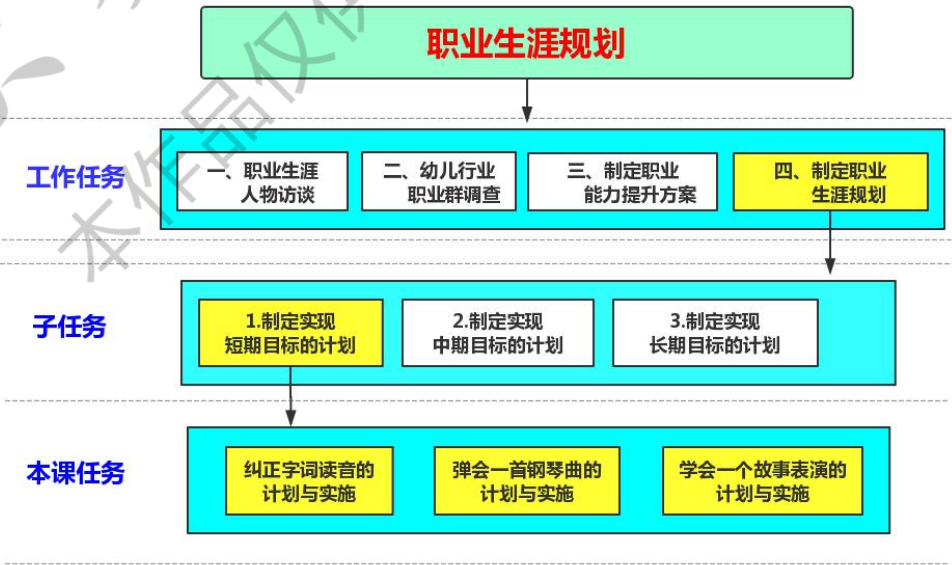 职业生涯规划
工作任务
一、职业生涯
人物访谈
二、幼儿行业
职业群调查
三、制定职业
能力提升方案
四、制定职业
生涯规划
子任务
1.制定实现
短期目标的计划
2.制定实现
中期目标的计划
3.制定实现
长期目标的计划
本课任务
纠正字词读音的
计划与实施
弹会一首钢琴曲的
计划与实施
学会一个故事表演的
计划与实施
本作品仅供